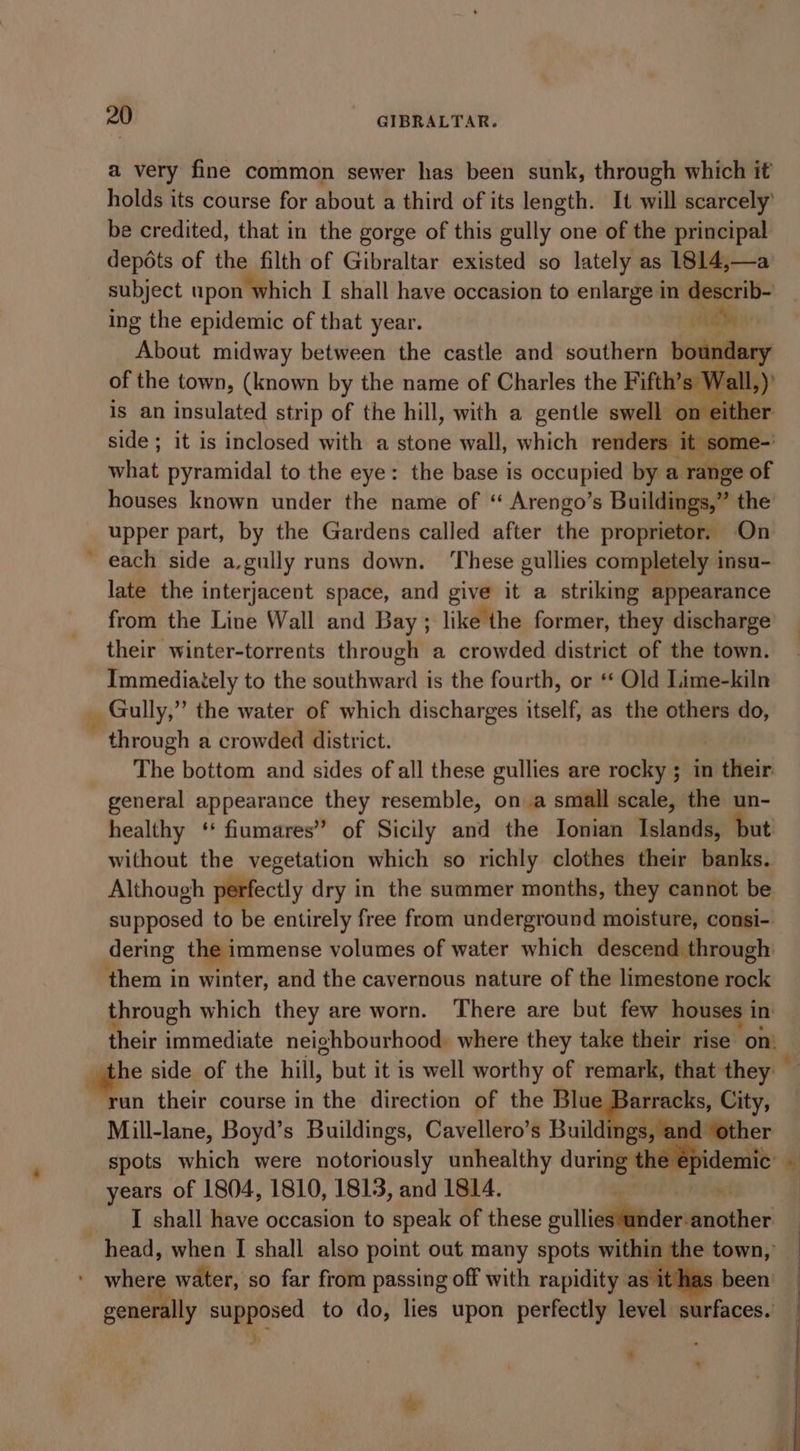 20 GIBRALTAR.
a very fine common sewer has been sunk, through which it
holds its course for about a third of its length. It will scarcely
be credited, that in the gorge of this gully one of the principal
depóts of the filth of Gibraltar existed so lately as 1814,—a
subject upon which I shall have occasion to enlarge in describ-
ing the epidemic of that year.
About midway between the castle and southern boundary
of the town, (known by the name of Charles the Fifth's Wall,)
is an insulated strip of the hill, with a gentle swell on either
side; it is inclosed with a stone wall, which renders it some-
what pyramidal to the eye: the base is occupied by a range of
houses known under the name of “ Arengo's Buildings,” the
upper part, by the Gardens called after the proprietor. On
each side a gully runs down. These gullies completely insu-
late the interjacent space, and give it a striking appearance
from the Line Wall and Bay; like the former, they discharge
their winter-torrents through a crowded district of the town.
Immediately to the southward is the fourth, or “ Old Lime-kiln
Gully,” the water of which discharges itself, as the others do,
through a crowded district.
The bottom and sides of all these gullies are rocky; in their
general appearance they resemble, on a small scale, the un-
healthy “ fiumares” of Sicily and the Ionian Islands, but
without the vegetation which so richly clothes their banks.
Although perfectly dry in the summer months, they cannot be
supposed to be entirely free from underground moisture, consi-
dering the immense volumes of water which descend through
them in winter, and the cavernous nature of the limestone rock
through which they are worn. There are but few houses in
their immediate neighbourhood where they take their rise on
the side of the hill, but it is well worthy of remark, that they
run their course in the direction of the Blue Barracks, City,
Mill-lane, Boyd's Buildings, Cavellero's Buildings, and other
spots which were notoriously unhealthy during the epidemic
years of 1804, 1810, 1813, and 1814.
I shall have occasion to speak of these gullies under another
head, when I shall also point out many spots within the town,
where water, so far from passing off with rapidity as it has been
generally supposed to do, lies upon perfectly level surfaces.